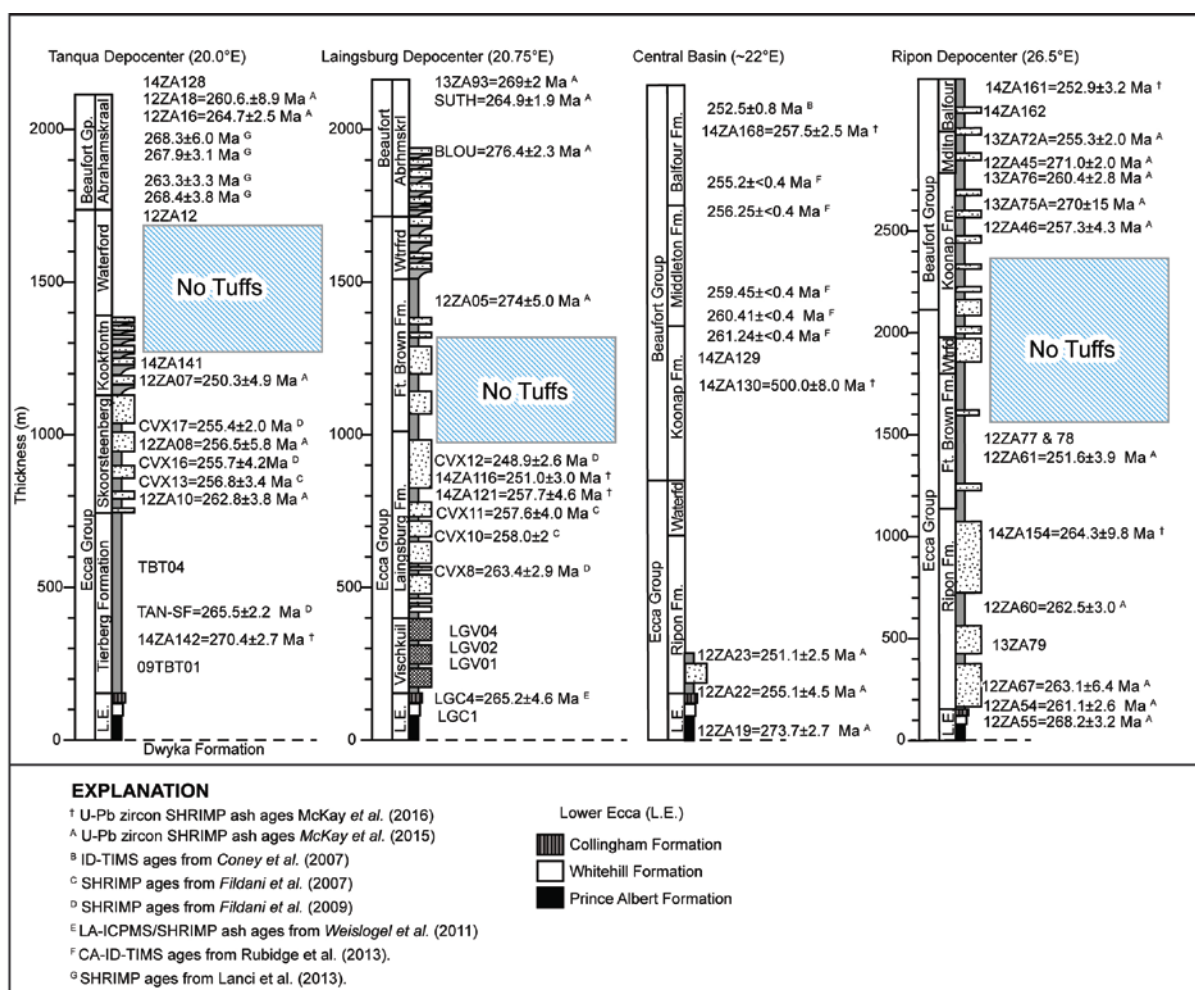 Tanqua Depocenter (20.0°E)
14ZA128
12ZA18=260.6.±8.9 Ma A
12ZA16=264.7±2.5 Ma A
268.3±6.0 Ma G
267.9±3.1 Ma G
263.3±3.3 Ma G
268.4±3.8 Ma G
12ZA12
No Tuffs
14ZA141
12ZA07=250.3±4.9 Ma A
CVX17=255.4±2.0 Ma D
12ZA08=256.5±5.8 Ma A
CVX16=255.7±4.2Ma D
CVX13=256.8±3.4 Ma C
12ZA10=262.8±3.8 Ma A
TBT04
TAN-SF=265.5±2.2 Ma D
14ZA142=270.4±2.7 Ma †
09TBT01
Dwyka Formation
Thickness (m)
2000
1500
1000
500
0
Beaufort Gp.
Abrahamskraal
Waterford
Kookfontn
Skoorsteenberg
Ecca Group
Tierberg Formation
L.E.
Laingsburg Depocenter (20.75°E)
13ZA93=269±2 Ma A
SUTH=264.9±1.9 Ma A
BLOU=276.4±2.3 Ma A
12ZA05=274±5.0 Ma A
No Tuffs
CVX12=248.9±2.6 Ma D
14ZA116=251.0±3.0 Ma †
14ZA121=257.7±4.6 Ma †
CVX11=257.6±4.0 Ma C
CVX10=258.0±2 C
CVX8=263.4±2.9 Ma D
LGV04
LGV02
LGV01
LGC4=265.2±4.6 Ma E
LGC1
2000
1500
1000
500
0
Beaufort
Abrhmskrl
Wtrfrd
Ft. Brown Fm.
Ecca Group
Laingsburg Fm.
Vischkuil
L.E.
Central Basin (~22°E)
252.5±0.8 Ma B
14ZA168=257.5±2.5 Ma †
255.2±<0.4 Ma F
256.25±<0.4 Ma F
259.45±<0.4 Ma F
260.41±<0.4 Ma F
261.24±<0.4 Ma F
14ZA129
14ZA130=500.0±8.0 Ma †
12ZA23=251.1±2.5 Ma A
12ZA22=255.1±4.5 Ma A
12ZA19=273.7±2.7 Ma A
Beaufort Group
Balfour Fm.
Middleton Fm.
Koonap Fm.
Ecca Group
Waterfd
Ripon Fm.
L.E.
Ripon Depocenter (26.5°E)
14ZA161=252.9±3.2 Ma †
14ZA162
13ZA72A=255.3±2.0 Ma A
12ZA45=271.0±2.0 Ma A
13ZA76=260.4±2.8 Ma A
13ZA75A=270±15 Ma A
12ZA46=257.3±4.3 Ma A
No Tuffs
12ZA77 & 78
12ZA61=251.6±3.9 Ma A
14ZA154=264.3±9.8 Ma †
12ZA60=262.5±3.0 A
13ZA79
12ZA67=263.1±6.4 Ma A
12ZA54=261.1±2.6 Ma A
12ZA55=268.2±3.2 Ma A
2500
2000
1500
1000
500
0
Beaufort Group
Balfour
Mdltn
Koonap Fm.
Wtrfd
Ft. Brown Fm.
Ecca Group
Ripon Fm.
L.E
EXPLANATION
† U-Pb zircon SHRIMP ash ages McKay et al. (2016)
A U-Pb zircon SHRIMP ash ages McKay et al. (2015)
B ID-TIMS ages from Coney et al. (2007)
C SHRIMP ages from Fildani et al. (2007)
D SHRIMP ages from Fildani et al. (2009)
E LA-ICPMS/SHRIMP ash ages from Weislogel et al. (2011)
F CA-ID-TIMS ages from Rubidge et al. (2013).
G SHRIMP ages from Lanci et al. (2013).
Lower Ecca (L.E.)
Collingham Formation
Whitehill Formation
Prince Albert Formation